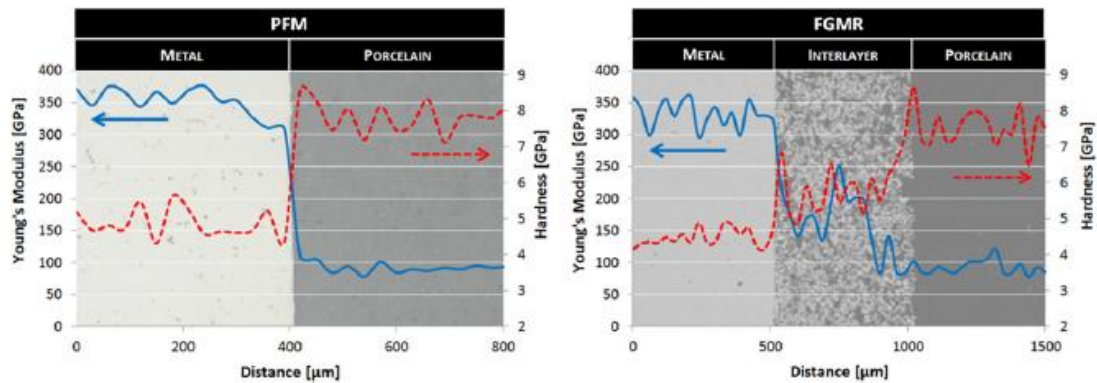 PFM
METAL PORCELAIN
400 9
350 8
300 7
250 6
200 5
150 4
100 3
50
0 2
0 200 400 600 800
Young's Modulus [GPa]
Hardness [GPa]
Distance [µm]
FGMR
METAL INTERLAYER PORCELAIN
400 9
350 8
300 7
250 6
200 5
150 4
100 3
50
0 2
0 500 1000 1500
Young's Modulus [GPa]
Hardness [GPa]
Distance [µm]